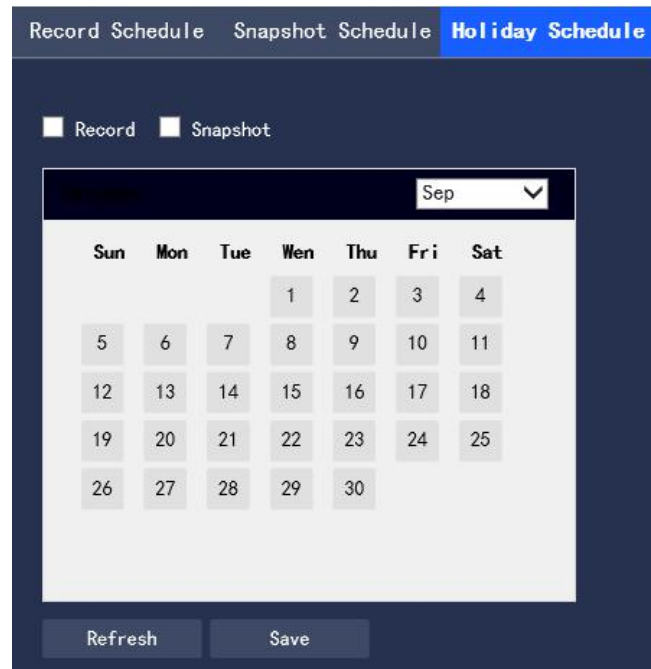 Record Schedule Snapshot Schedule Holiday Schedule
Record Snapshot
Sep
Sun Mon Tue Wen Thu Fri Sat
1 2 3 4
5 6 7 8 9 10 11
12 13 14 15 16 17 18
19 20 21 22 23 24 25
26 27 28 29 30
Refresh Save